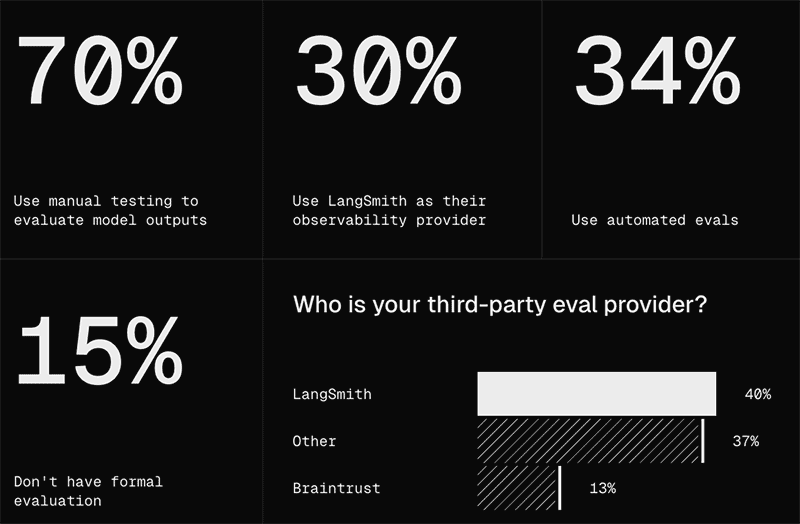 70%
Use manual testing to
evaluate model outputs
30%
Use LangSmith as their
observability provider
34%
Use automated evals
15%
Don't have formal
evaluation
Who is your third-party eval provider?
LangSmith 40%
Other 37%
Braintrust 13%